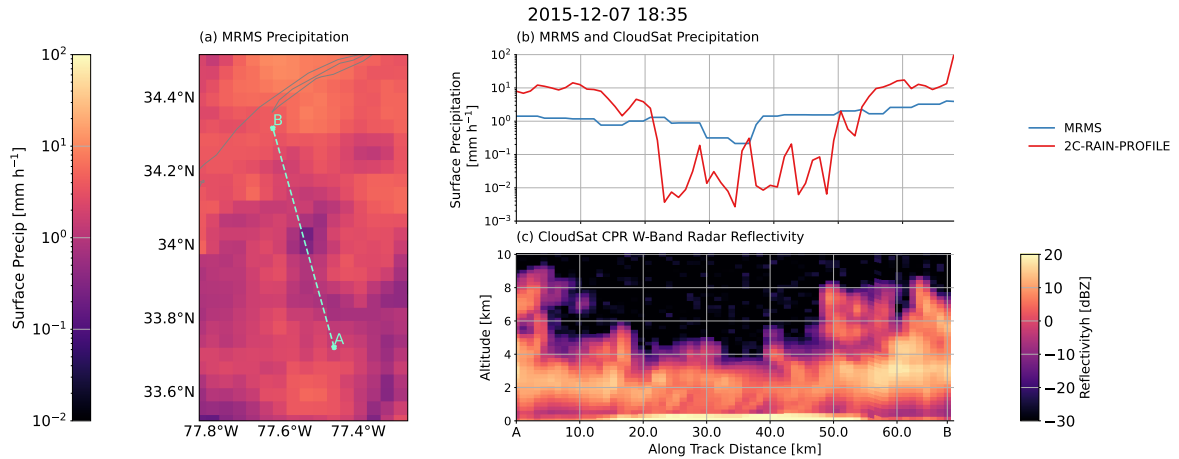 2015-12-07 18:35
(a) MRMS Precipitation
(b) MRMS and CloudSat Precipitation
Surface Precip [mm h⁻¹]
10²
10¹
10⁰
10⁻¹
10⁻²
34.4°N
34.2°N
34°N
33.8°N
33.6°N
77.8°W
77.6°W
77.4°W
B
A
Surface Precipitation
[mm h⁻¹]
10²
10¹
10⁰
10⁻¹
10⁻²
10⁻³
MRMS
2C-RAIN-PROFILE
(c) CloudSat CPR W-Band Radar Reflectivity
Altitude [km]
10
8
6
4
2
0
A
10.0
20.0
30.0
40.0
50.0
60.0
B
Along Track Distance [km]
20
10
0
−10
−20
−30
Reflectivityh [dBZ]